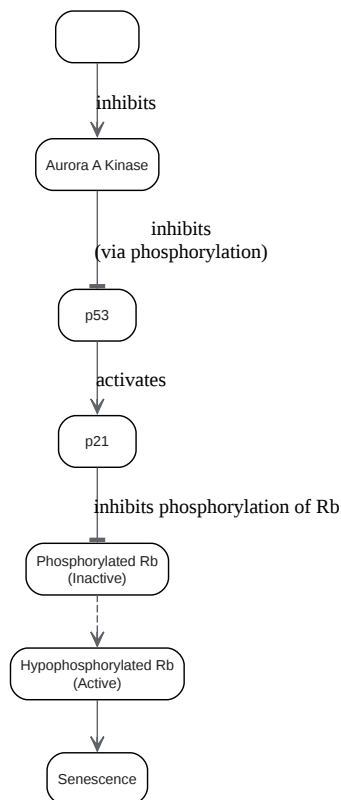 inhibits
Aurora A Kinase
inhibits
(via phosphorylation)
p53
activates
p21
inhibits phosphorylation of Rb
Phosphorylated Rb
(Inactive)
Hypophosphorylated Rb
(Active)
Senescence